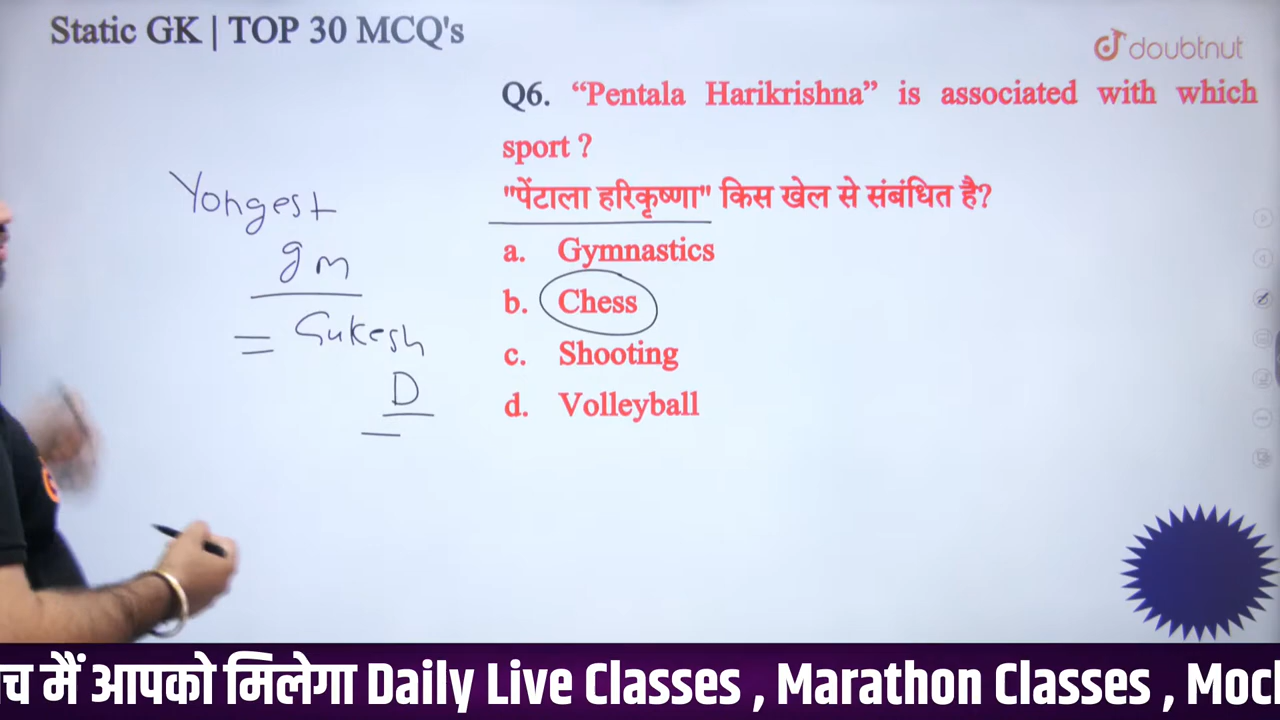 Static GK | TOP 30 MCQ's
doubtnut
Q6. “Pentala Harikrishna” is associated with which
sport ?
"पेंटाला हरिकृष्णा" किस खेल से संबंधित है?
a. Gymnastics
b. Chess
c. Shooting
d. Volleyball
Yongest
gm
= Gukesh
D
च मैं आपको मिलेगा Daily Live Classes , Marathon Classes , Moc